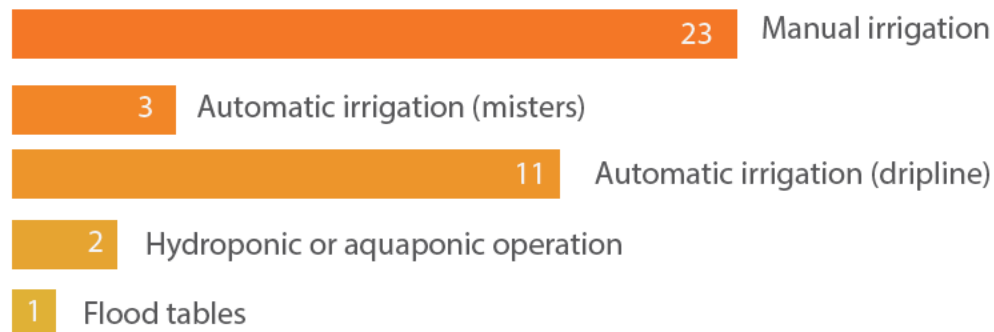 23 Manual irrigation
3 Automatic irrigation (misters)
11 Automatic irrigation (dripline)
2 Hydroponic or aquaponic operation
1 Flood tables